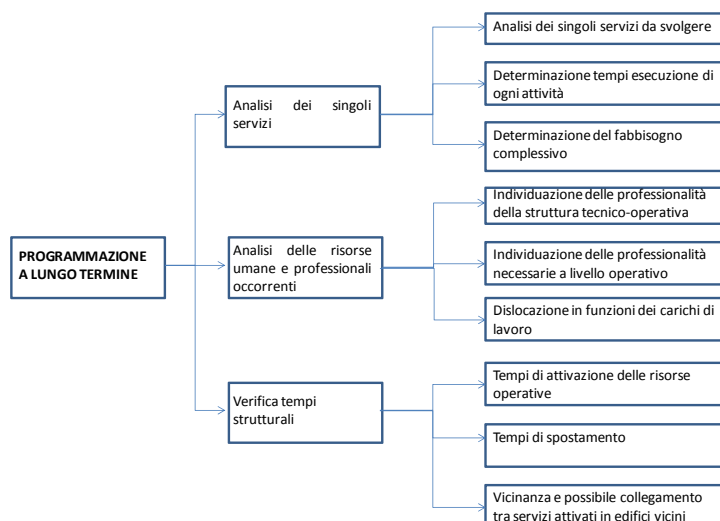 PROGRAMMAZIONE
A LUNGO TERMINE
Analisi dei singoli
servizi
Analisi dei singoli servizi da svolgere
Determinazione tempi esecuzione di
ogni attività
Determinazione del fabbisogno
complessivo
Analisi delle risorse
umane e professionali
occorrenti
Individuazione delle professionalità
della struttura tecnico-operativa
Individuazione delle professionalità
necessarie a livello operativo
Dislocazione in funzioni dei carichi di
lavoro
Verifica tempi
strutturali
Tempi di attivazione delle risorse
operative
Tempi di spostamento
Vicinanza e possibile collegamento
tra servizi attivati in edifici vicini